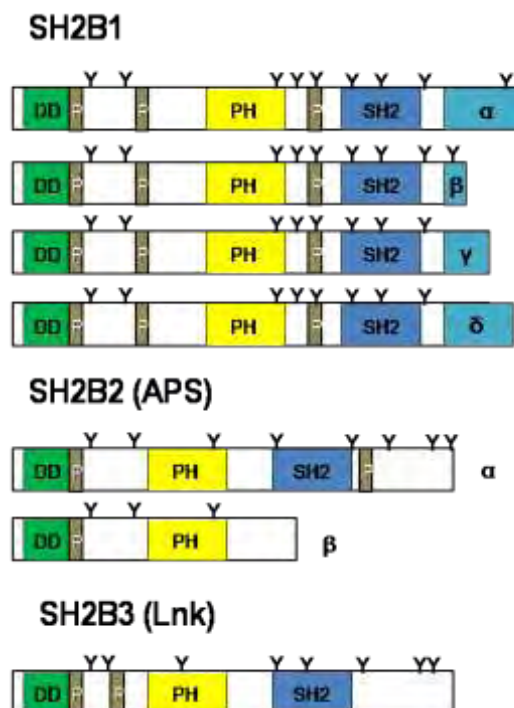 SH2B1
Y Y Y Y Y Y Y Y Y
DD P P PH P SH2 α
Y Y Y Y Y Y Y Y Y
DD P P PH P SH2 β
Y Y Y Y Y Y Y Y
DD P P PH P SH2 γ
Y Y Y Y Y Y Y Y
DD P P PH P SH2 δ
SH2B2 (APS)
Y Y Y Y Y Y Y Y
DD P PH SH2 P α
Y Y Y
DD P PH β
SH2B3 (Lnk)
Y Y Y Y Y Y Y Y
DD P P PH SH2